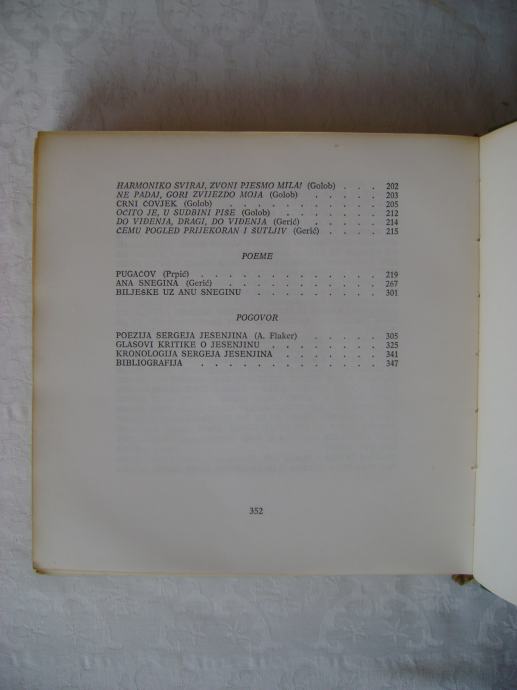 HARMONIKO SVIRAJ, ZVONI PJESMO MILA! (Golob) . . . 202
NE PADAJ, GORI ZVIJEZDO MOJA (Golob) . . . . . 203
CRNI ČOVJEK (Golob) . . . . . . . . . . . 205
OČITO JE, U SUDBINI PIŠE (Golob) . . . . . . . 212
DO VIĐENJA, DRAGI, DO VIĐENJA (Gerić) . . . . . 214
ČEMU POGLED PRIJEKORAN I SUTLJIV (Gerić) . . . . 215
POEME
PUGAČOV (Prpić) . . . . . . . . . . . . 219
ANA SNEGINA (Gerić) . . . . . . . . . . . 267
BILJEŠKE UZ ANU SNEGINU . . . . . . . . . 301
POGOVOR
POEZIJA SERGEJA JESENJINA (A. Flaker) . . . . . 305
GLASOVI KRITIKE O JESENJINU . . . . . . . . 325
KRONOLOGIJA SERGEJA JESENJINA . . . . . . . 341
BIBLIOGRAFIJA . . . . . . . . . . . . 347
352